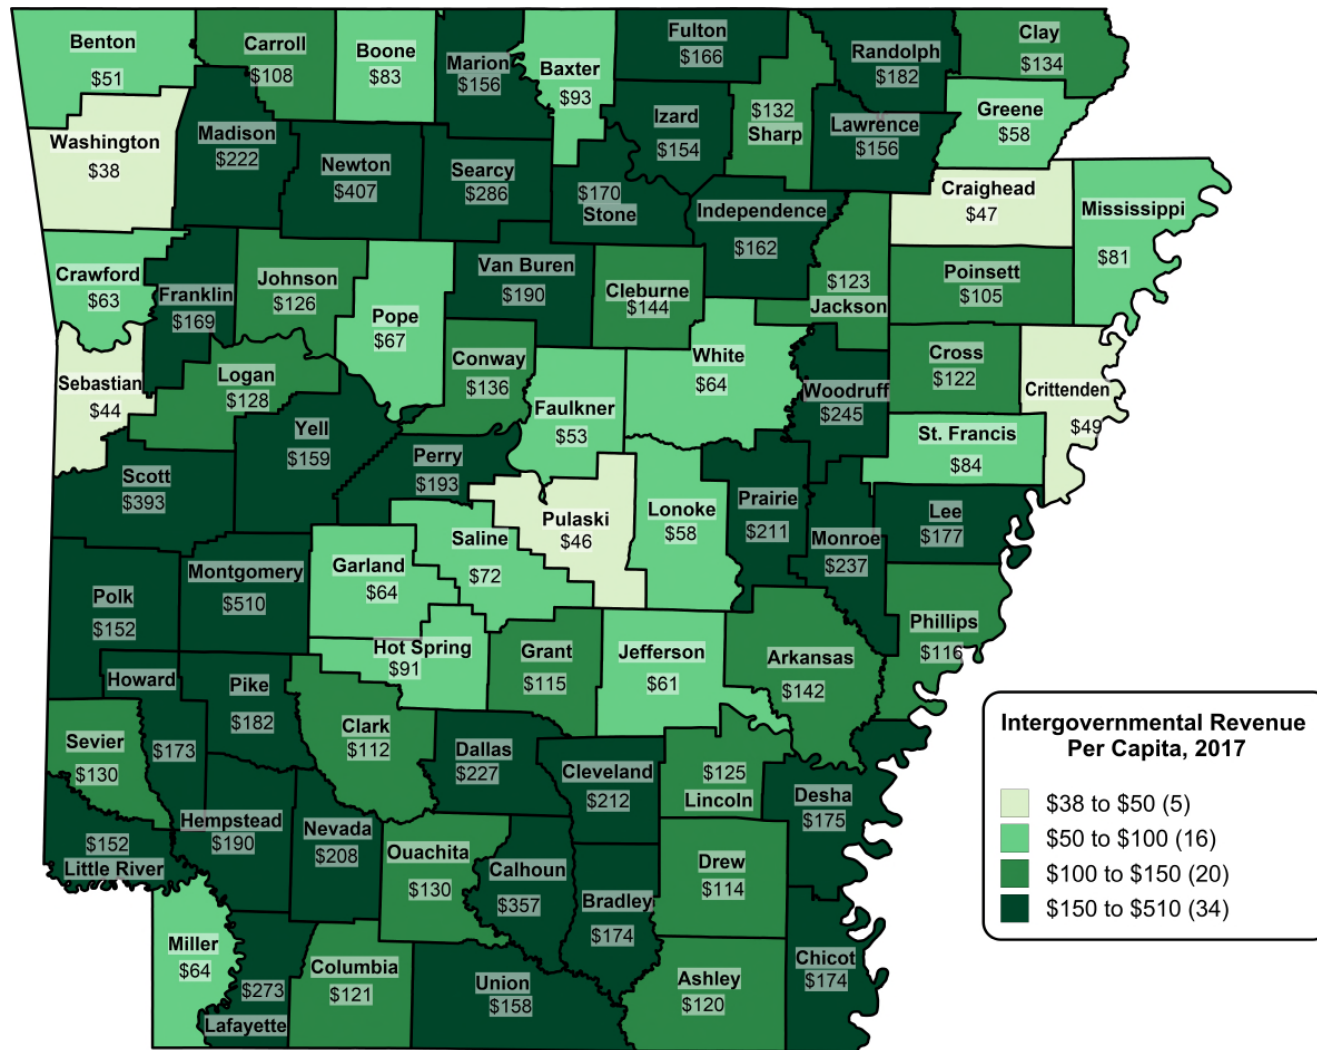 Benton
$51
Carroll
$108
Boone
$83
Marion
$156
Baxter
$93
Fulton
$166
Randolph
$182
Clay
$134
Washington
$38
Madison
$222
Newton
$407
Searcy
$286
$170
Stone
Izard
$154
$132
Sharp
Lawrence
$156
Greene
$58
Craighead
$47
Mississippi
$81
Independence
$162
Crawford
$63
Franklin
$169
Johnson
$126
Pope
$67
Van Buren
$190
Cleburne
$144
$123
Jackson
Poinsett
$105
Sebastian
$44
Logan
$128
Conway
$136
White
$64
Woodruff
$245
Cross
$122
Crittenden
$49
Yell
$159
Faulkner
$53
St. Francis
$84
Scott
$393
Perry
$193
Pulaski
$46
Lonoke
$58
Prairie
$211
Monroe
$237
Lee
$177
Polk
$152
Montgomery
$510
Garland
$64
Saline
$72
Hot Spring
$91
Grant
$115
Jefferson
$61
Arkansas
$142
Phillips
$116
Howard
$173
Pike
$182
Clark
$112
Sevier
$130
Dallas
$227
Cleveland
$212
$125
Lincoln
Desha
$175
$152
Little River
Hempstead
$190
Nevada
$208
Ouachita
$130
Calhoun
$357
Bradley
$174
Drew
$114
Miller
$64
$273
Lafayette
Columbia
$121
Union
$158
Ashley
$120
Chicot
$174
Intergovernmental Revenue
Per Capita, 2017
$38 to $50 (5)
$50 to $100 (16)
$100 to $150 (20)
$150 to $510 (34)